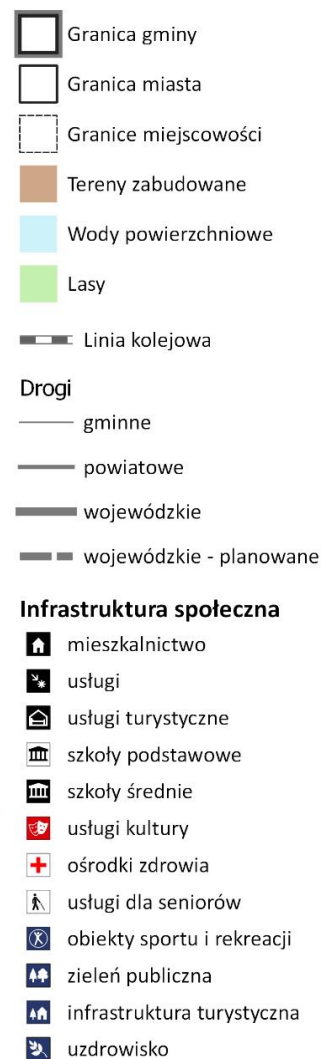 Granica gminy
Granica miasta
Granice miejscowości
Tereny zabudowane
Wody powierzchniowe
Lasy
Linia kolejowa
Drogi
gminne
powiatowe
wojewódzkie
wojewódzkie - planowane
Infrastruktura społeczna
mieszkalnictwo
usługi
usługi turystyczne
szkoły podstawowe
szkoły średnie
usługi kultury
ośrodki zdrowia
usługi dla seniorów
obiekty sportu i rekreacji
zieleń publiczna
infrastruktura turystyczna
uzdrowisko